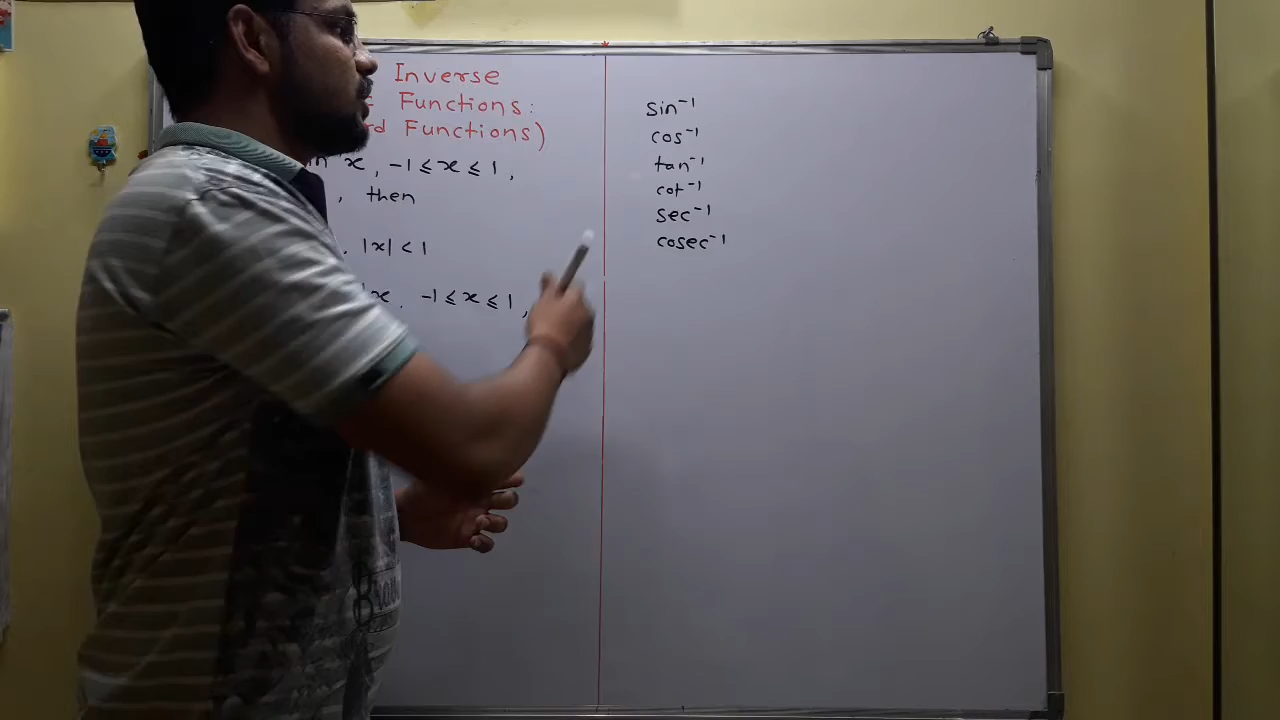 Inverse
Functions:
Functions)
x, -1 ≤ x ≤ 1,
, then
. |x| < 1
x, -1 ≤ x ≤ 1,
sin⁻¹
cos⁻¹
tan⁻¹
cot⁻¹
sec⁻¹
cosec⁻¹